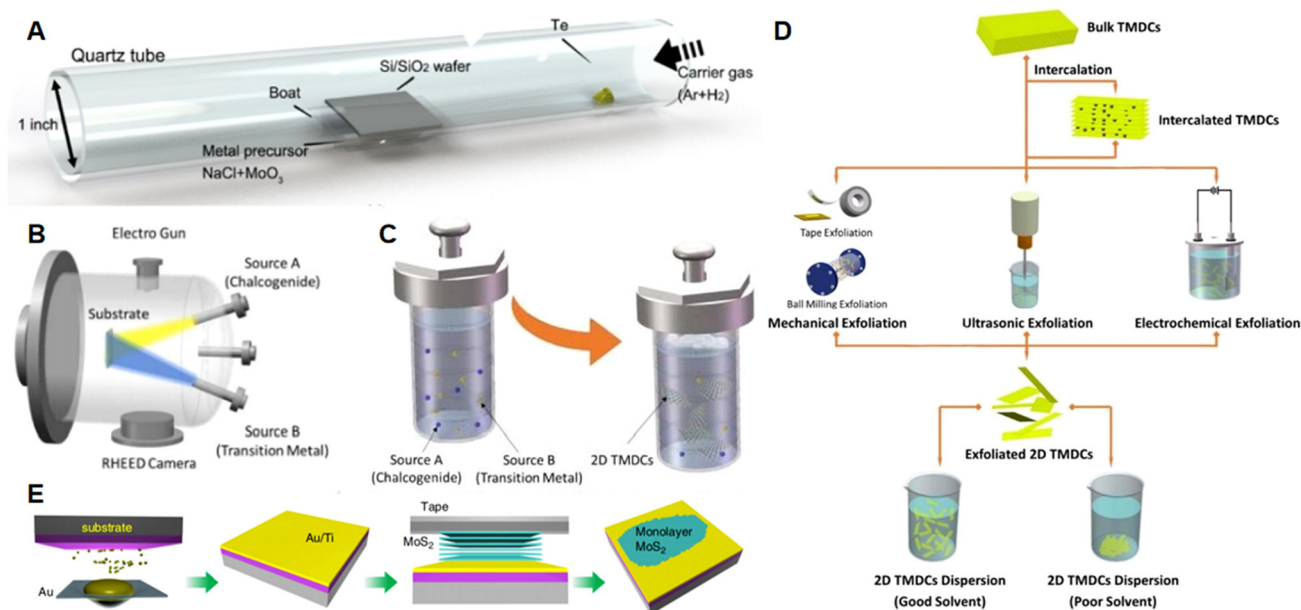 A
Quartz tube
1 inch
Boat
Si/SiO₂ wafer
Te
Carrier gas
(Ar+H₂)
Metal precursor
NaCl+MoO₃
B
Electro Gun
Source A
(Chalcogenide)
Substrate
Source B
(Transition Metal)
RHEED Camera
C
Source A
(Chalcogenide)
Source B
(Transition Metal)
2D TMDCs
D
Bulk TMDCs
Intercalation
Intercalated TMDCs
Tape Exfoliation
Ball Milling Exfoliation
Mechanical Exfoliation
Ultrasonic Exfoliation
Electrochemical Exfoliation
Exfoliated 2D TMDCs
2D TMDCs Dispersion
(Good Solvent)
2D TMDCs Dispersion
(Poor Solvent)
E
substrate
Au
Au/Ti
Tape
MoS₂
Monolayer
MoS₂